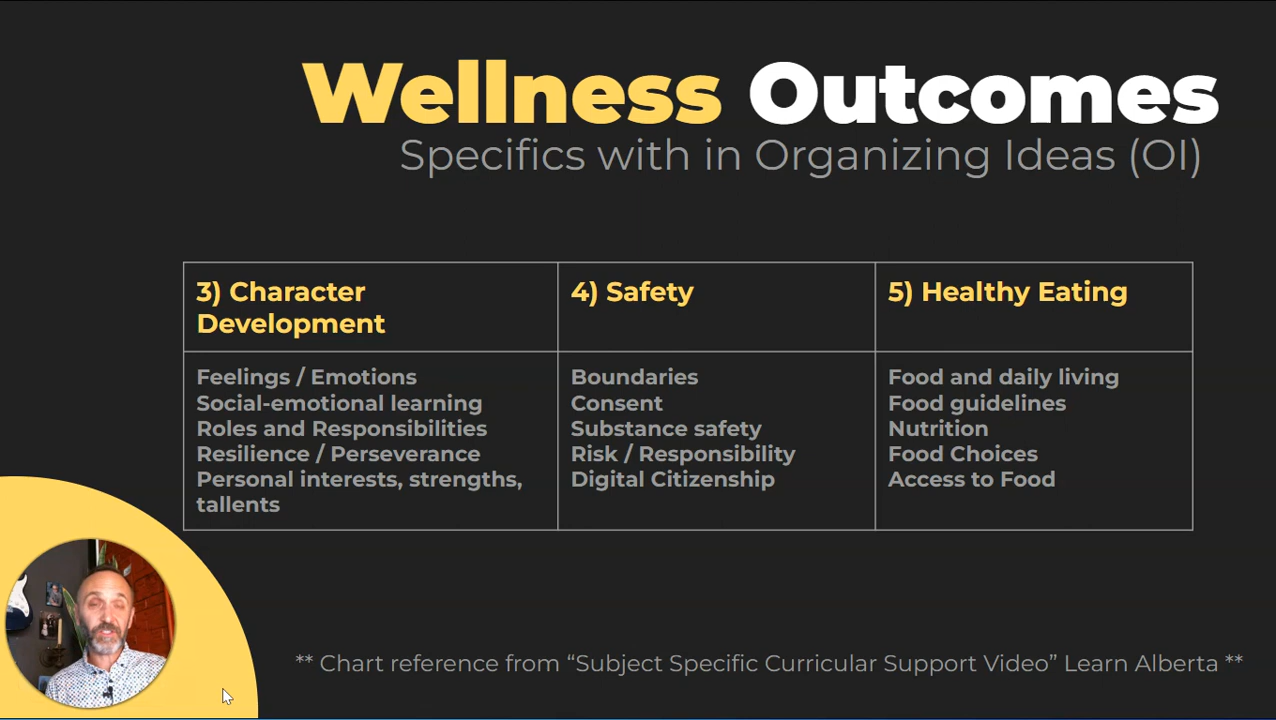 Wellness Outcomes
Specifics with in Organizing Ideas (OI)
3) Character
Development
4) Safety
5) Healthy Eating
Feelings / Emotions
Social-emotional learning
Roles and Responsibilities
Resilience / Perseverance
Personal interests, strengths,
tallents
Boundaries
Consent
Substance safety
Risk / Responsibility
Digital Citizenship
Food and daily living
Food guidelines
Nutrition
Food Choices
Access to Food
** Chart reference from “Subject Specific Curricular Support Video” Learn Alberta **